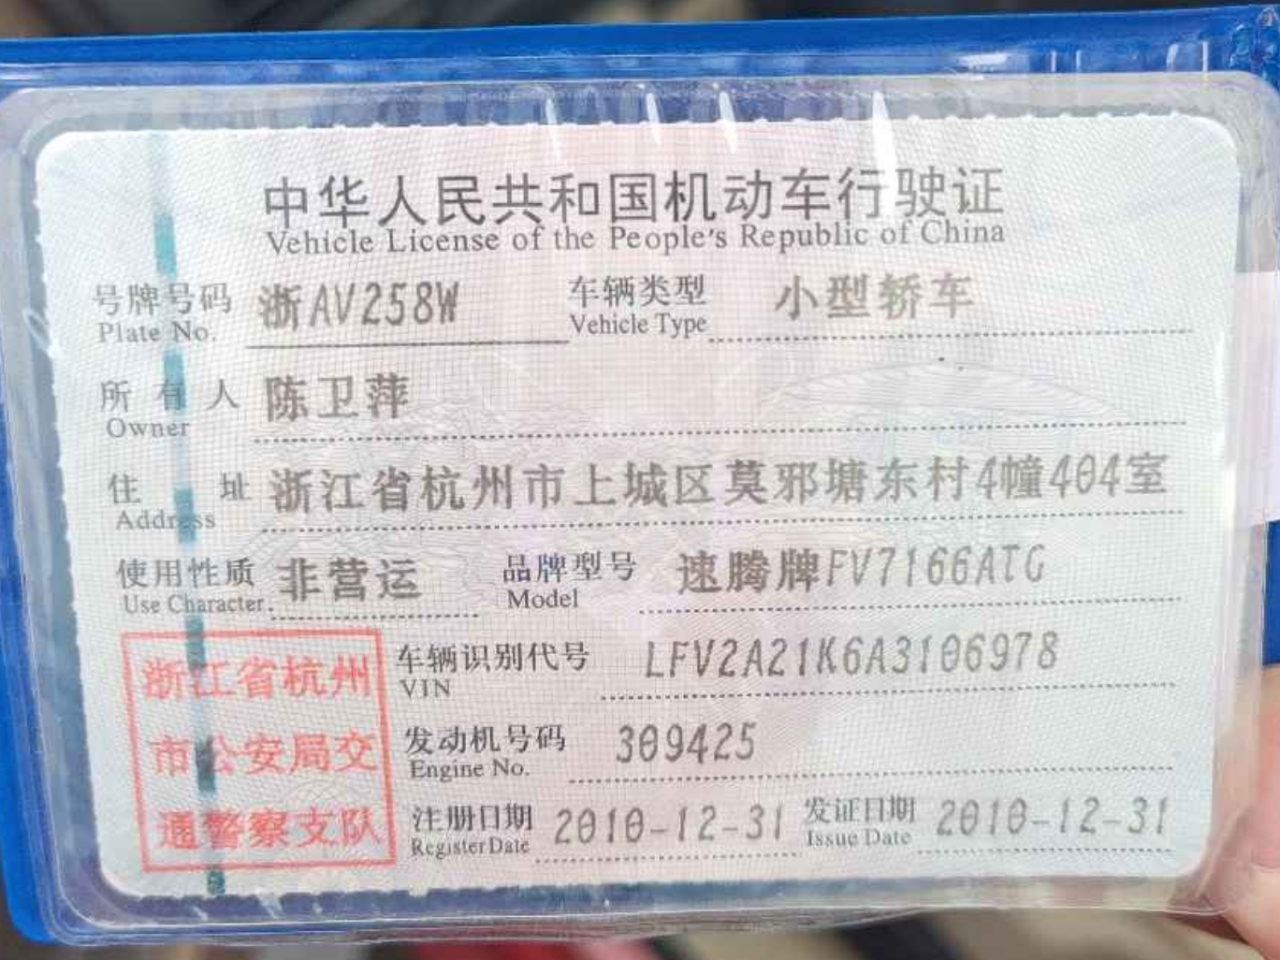 中华人民共和国机动车行驶证
Vehicle License of the People's Republic of China
号牌号码 浙AV258W 车辆类型 小型轿车
Plate No. Vehicle Type
所有人 陈卫萍
Owner
住址 浙江省杭州市上城区莫邪塘东村4幢404室
Address
使用性质 非营运 品牌型号 速腾牌FV7166ATG
Use Character Model
浙江省杭州 车辆识别代号 LFV2A21K6A3106978
VIN
市公安局交 发动机号码 309425
Engine No.
通警察支队 注册日期 2010-12-31 发证日期 2010-12-31
Register Date Issue Date